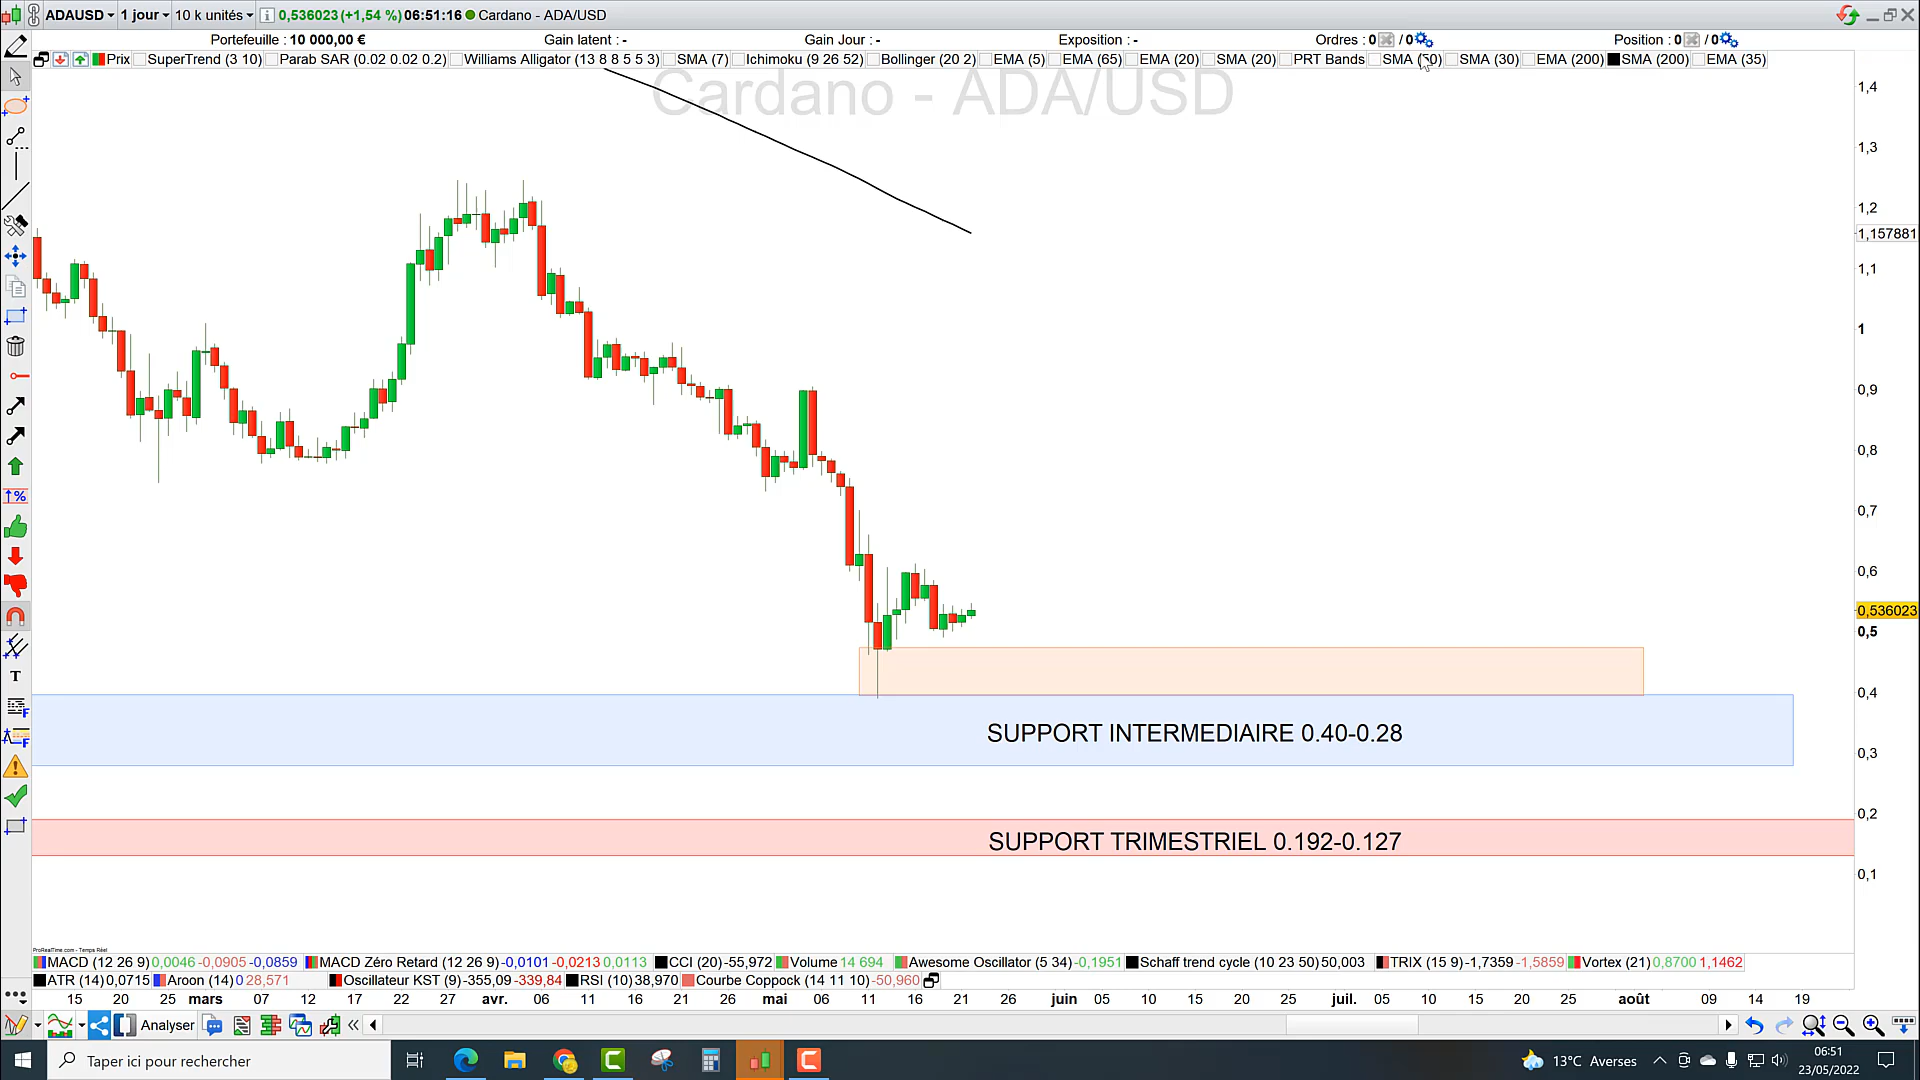 ADAUSD 1 jour 10 k unités 0,536023 (+1,54 %) 06:51:16 Cardano - ADA/USD
Portefeuille : 10 000,00 € Gain latent : - Gain Jour : - Exposition : - Ordres : 0 / 0 Position : 0 / 0
Prix SuperTrend (3 10) Parab SAR (0.02 0.02 0.2) Williams Alligator (13 8 8 5 5 3) SMA (7) Ichimoku (9 26 52) Bollinger (20 2) EMA (5) EMA (65) EMA (20) SMA (20) PRT Bands SMA SMA (30) EMA (200) SMA (200) EMA (35)
Cardano - ADA/USD
1,4
1,3
1,2
1,157881
1,1
1
0,9
0,8
0,7
0,6
0,536023
0,5
0,4
0,3
0,2
0,1
SUPPORT INTERMEDIAIRE 0.40-0.28
SUPPORT TRIMESTRIEL 0.192-0.127
ProRealTime.com - Temps Réel
MACD (12 26 9) 0,0046 -0,0905 -0,0859 MACD Zéro Retard (12 26 9) -0,0101 -0,0213 0,0113 CCI (20) -55,972 Volume 14 694 Awesome Oscillator (5 34) -0,1951 Schaff trend cycle (10 23 50) 50,003 TRIX (15 9) -1,7359 -1,5859 Vortex (21) 0,8700 1,1462
ATR (14) 0,0715 Aroon (14) 0 28,571 Oscillateur KST (9) -355,09 -339,84 RSI (10) 38,970 Courbe Coppock (14 11 10) -50,960
15 20 25 mars 07 12 17 22 27 avr. 06 11 16 21 26 mai 06 11 16 21 26 juin 05 10 15 20 25 juil. 05 10 15 20 25 août 09 14 19
Analyser
Taper ici pour rechercher
13°C Averses
06:51
23/05/2022